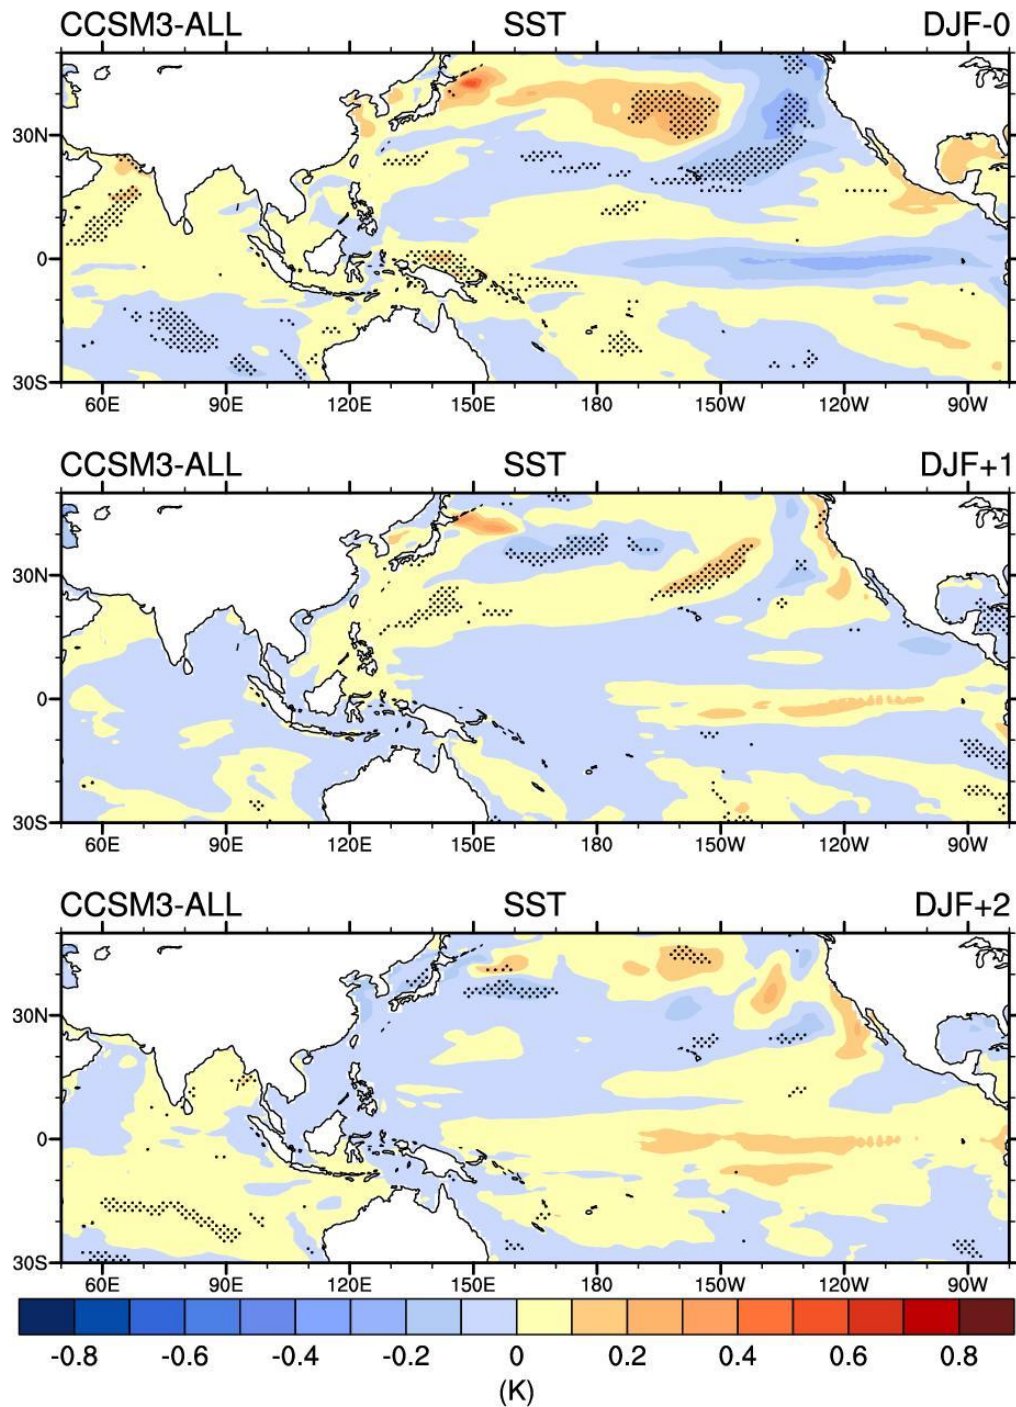 CCSM3-ALL SST DJF-0
30N
0
30S
60E 90E 120E 150E 180 150W 120W 90W
CCSM3-ALL SST DJF+1
30N
0
30S
60E 90E 120E 150E 180 150W 120W 90W
CCSM3-ALL SST DJF+2
30N
0
30S
60E 90E 120E 150E 180 150W 120W 90W
-0.8 -0.6 -0.4 -0.2 0 0.2 0.4 0.6 0.8
(K)